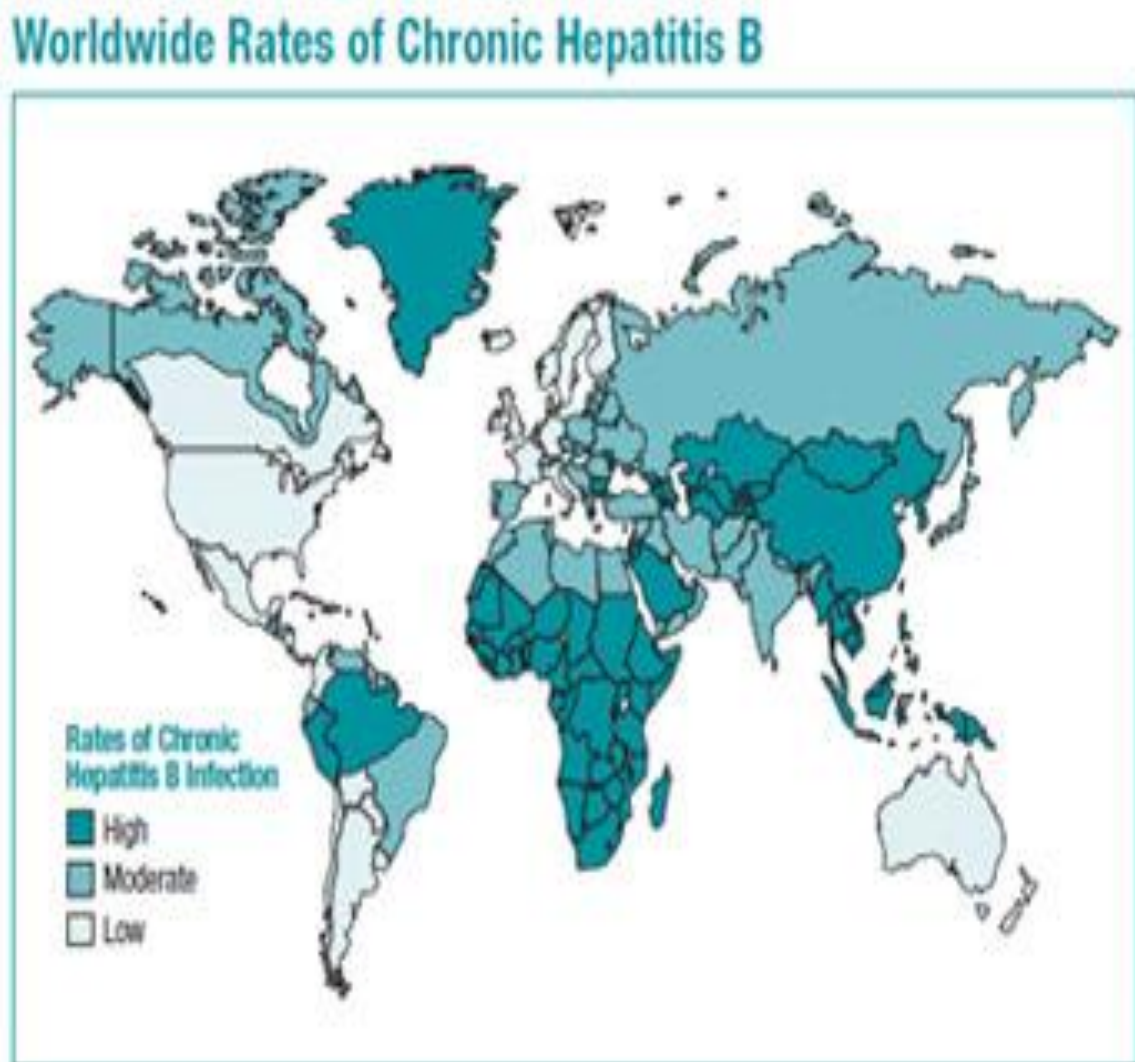 Worldwide Rates of Chronic Hepatitis B
Rates of Chronic
Hepatitis B Infection
High
Moderate
Low